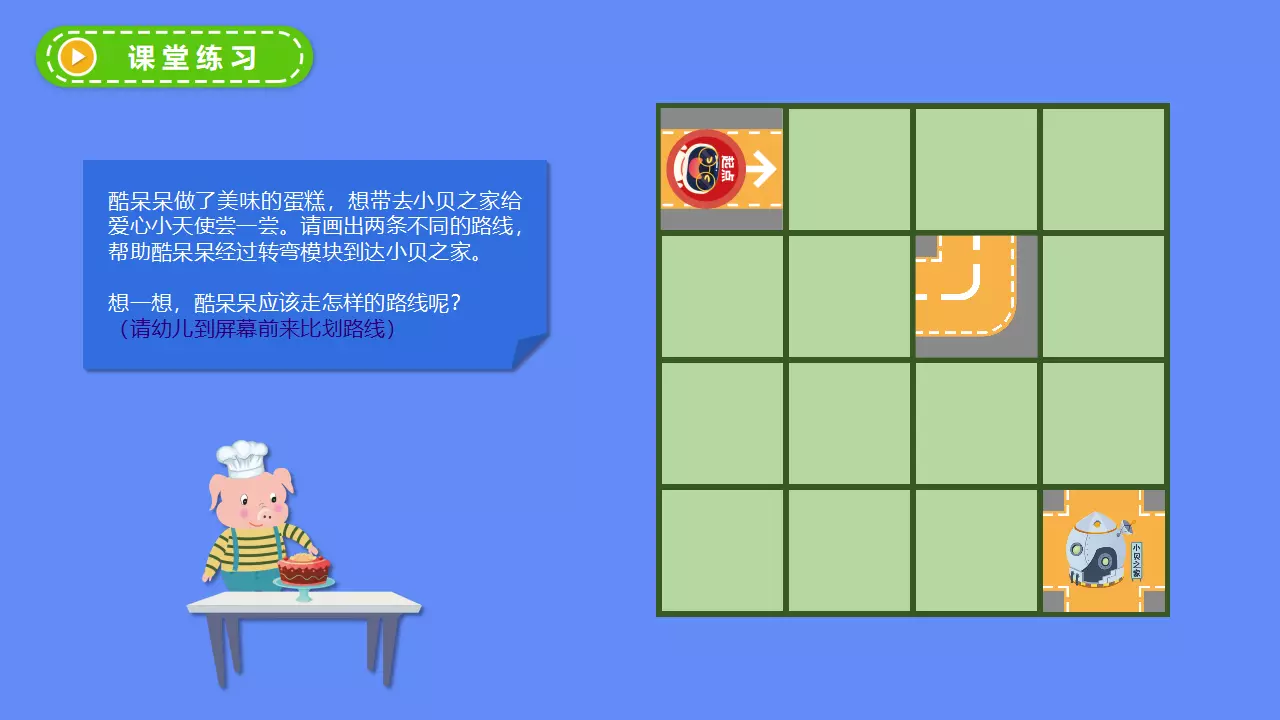 课堂练习
酷呆呆做了美味的蛋糕，想带去小贝之家给
爱心小天使尝一尝。请画出两条不同的路线，
帮助酷呆呆经过转弯模块到达小贝之家。
想一想，酷呆呆应该走怎样的路线呢？
（请幼儿到屏幕前来比划路线）
起点
小贝之家